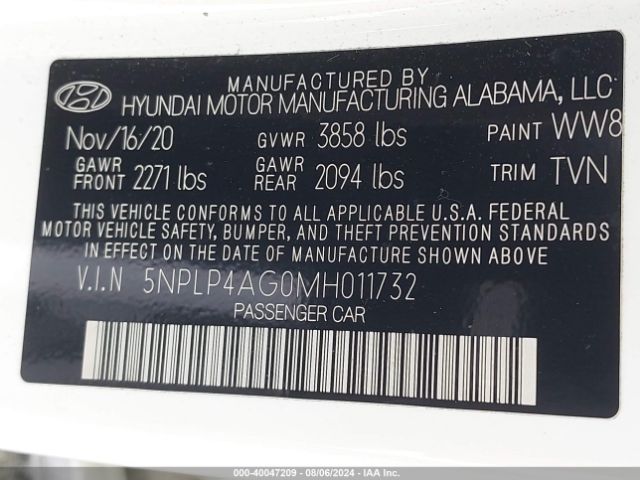 MANUFACTURED BY
HYUNDAI MOTOR MANUFACTURING ALABAMA, LLC
Nov/16/20 GVWR 3858 lbs PAINT WW8
GAWR FRONT 2271 lbs GAWR REAR 2094 lbs TRIM TVN
THIS VEHICLE CONFORMS TO ALL APPLICABLE U.S.A. FEDERAL
MOTOR VEHICLE SAFETY, BUMPER, AND THEFT PREVENTION STANDARDS
IN EFFECT ON THE DATE OF MANUFACTURE SHOWN ABOVE.
V.I.N 5NPLP4AG0MH011732
PASSENGER CAR
000-40047209 - 08/06/2024 - IAAI.COM